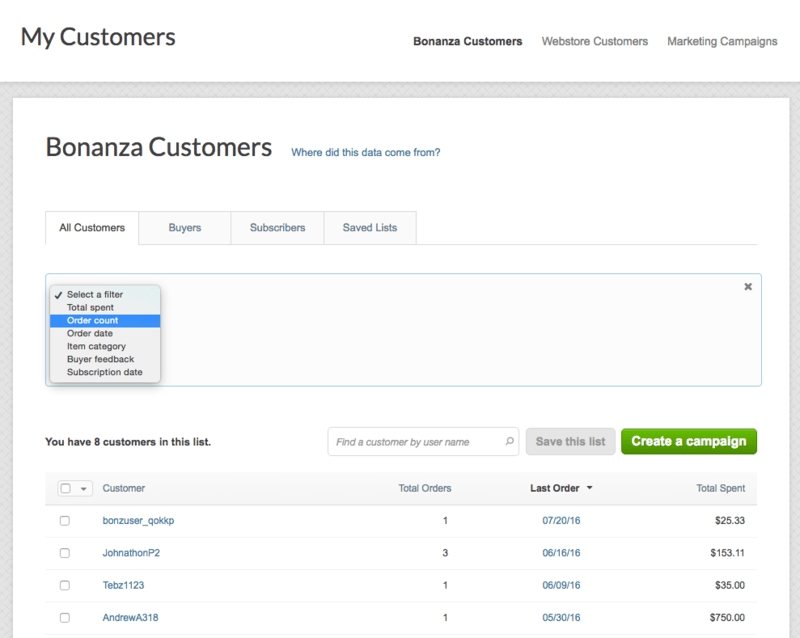 My Customers
Bonanza Customers Webstore Customers Marketing Campaigns
Bonanza Customers Where did this data come from?
All Customers Buyers Subscribers Saved Lists
Select a filter
Total spent
Order count
Order date
Item category
Buyer feedback
Subscription date
You have 8 customers in this list. Find a customer by user name Save this list Create a campaign
Customer Total Orders Last Order Total Spent
bonzuser_qokkp 1 07/20/16 $25.33
JohnathonP2 3 06/16/16 $153.11
Tebz1123 1 06/09/16 $35.00
AndrewA318 1 05/30/16 $750.00